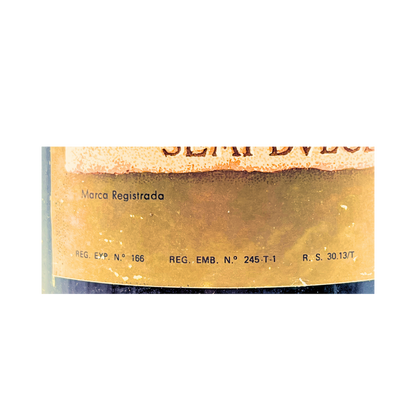 Marca Registrada
REG. EXP. N.º 166 REG. EMB. N.º 245-T-1 R. S. 30.13/T